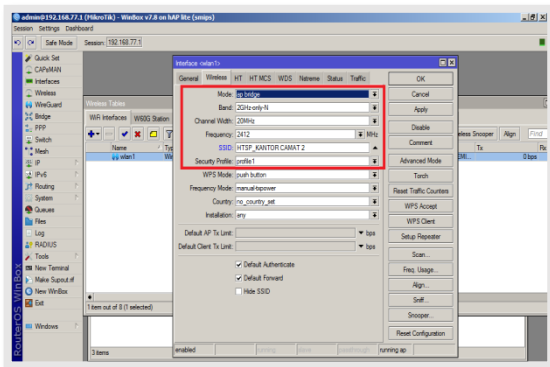 admin@192.168.77.1 (MikroTik) - WinBox v7.8 on hAP lite (smips)
Session Settings Dashboard
Safe Mode Session: 192.168.77.1
Quick Set
CAPsMAN
Interfaces
Wireless
WireGuard
Bridge
PPP
Switch
Mesh
IP
IPv6
Routing
System
Queues
Files
Log
RADIUS
Tools
New Terminal
Make Supout.rif
New WinBox
Exit
Windows
RouterOS WinBox
Wireless Tables
WiFi Interfaces W60G Station
Name
wlan1
1 item out of 8 (1 selected)
3 items
Interface <wlan1>
General Wireless HT HT MCS WDS Nstreme Status Traffic
Mode: ap bridge
Band: 2GHz-only-N
Channel Width: 20MHz
Frequency: 2412 MHz
SSID: HTSP_KANTOR CAMAT 2
Security Profile: profile1
WPS Mode: push button
Frequency Mode: manual-txpower
Country: no_country_set
Installation: any
Default AP Tx Limit: bps
Default Client Tx Limit: bps
Default Authenticate
Default Forward
Hide SSID
OK
Cancel
Apply
Disable
Comment
Advanced Mode
Torch
Reset Traffic Counters
WPS Accept
WPS Client
Setup Repeater
Scan...
Freq. Usage...
Align...
Sniff...
Snooper...
Reset Configuration
enabled running slave passthrough running ap
eless Snooper Align Find
Tx
0 bps